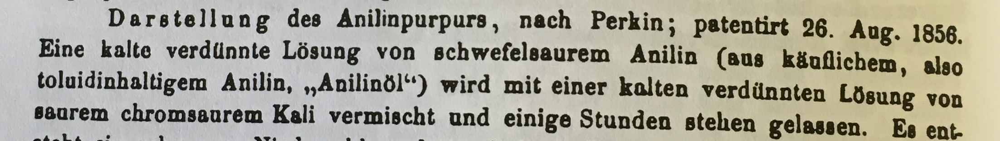 Darstellung des Anilinpurpurs, nach Perkin; patentirt 26. Aug. 1856.
Eine kalte verdünnte Lösung von schwefelsaurem Anilin (aus käuflichem, also
toluidinhaltigem Anilin, „Anilinöl“) wird mit einer kalten verdünnten Lösung von
saurem chromsaurem Kali vermischt und einige Stunden stehen gelassen. Es ent-